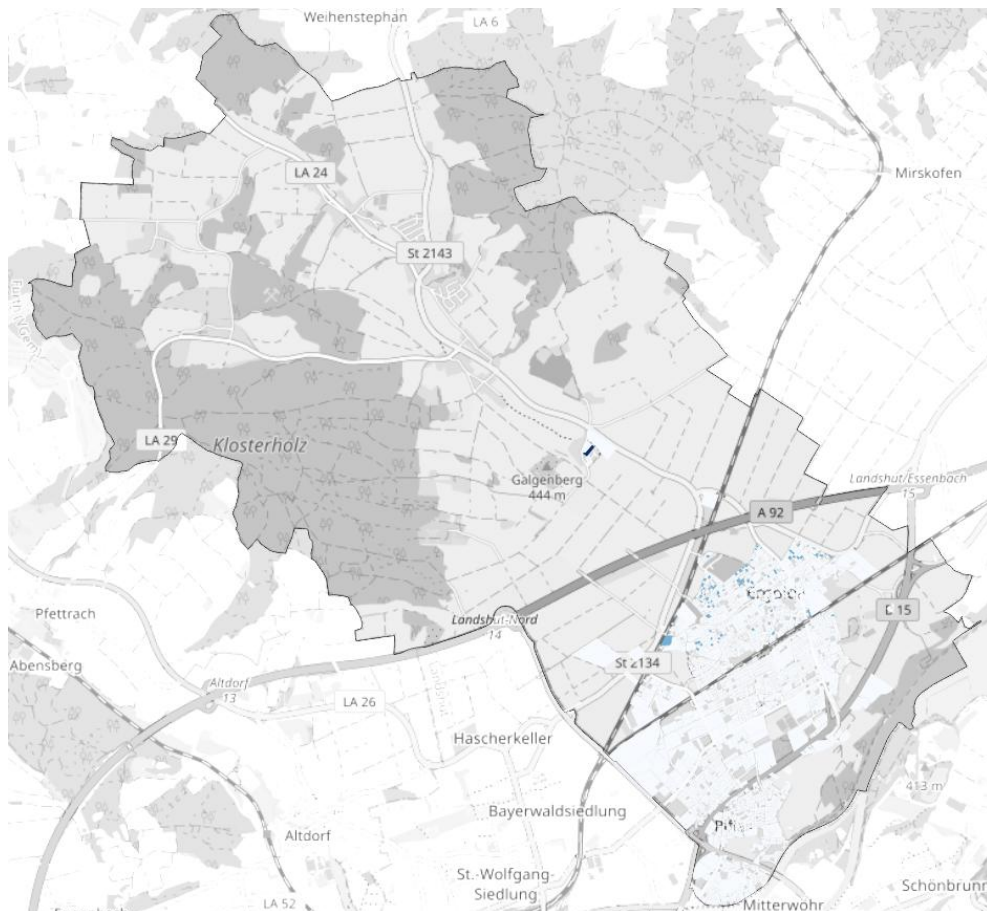 Weihenstephan
LA 6
Mirskofen
LA 24
St 2143
LA 29
Klosterholz
Galgenberg
444 m
Landshut/Essenbach
15
A 92
Landshut-Nord
14
Pfettrach
Abensberg
Altdorf
13
St 2134
LA 26
Hascherkeller
413 m
Bayerwaldsiedlung
Altdorf
St.-Wolfgang-
Siedlung
Mitterwöhr
Schönbrunn
LA 52